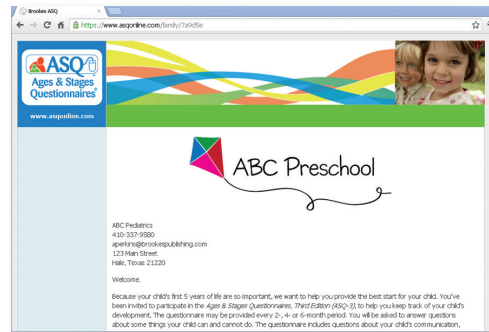 Brookes ASQ
https://www.asqonline.com/family/7a9d5e
ASQ
Ages & Stages
Questionnaires®
www.asqonline.com
ABC Preschool
ABC Pediatrics
410-337-9580
aperkins@brookespublishing.com
123 Main Street
Hale, Texas 21220
Welcome.
Because your child's first 5 years of life are so important, we want to help you provide the best start for your child. You've
been invited to participate in the Ages & Stages Questionnaires, Third Edition (ASQ-3), to help you keep track of your child's
development. The questionnaire may be provided every 2-, 4- or 6-month period. You will be asked to answer questions
about some things your child can and cannot do. The questionnaire includes questions about your child's communication,